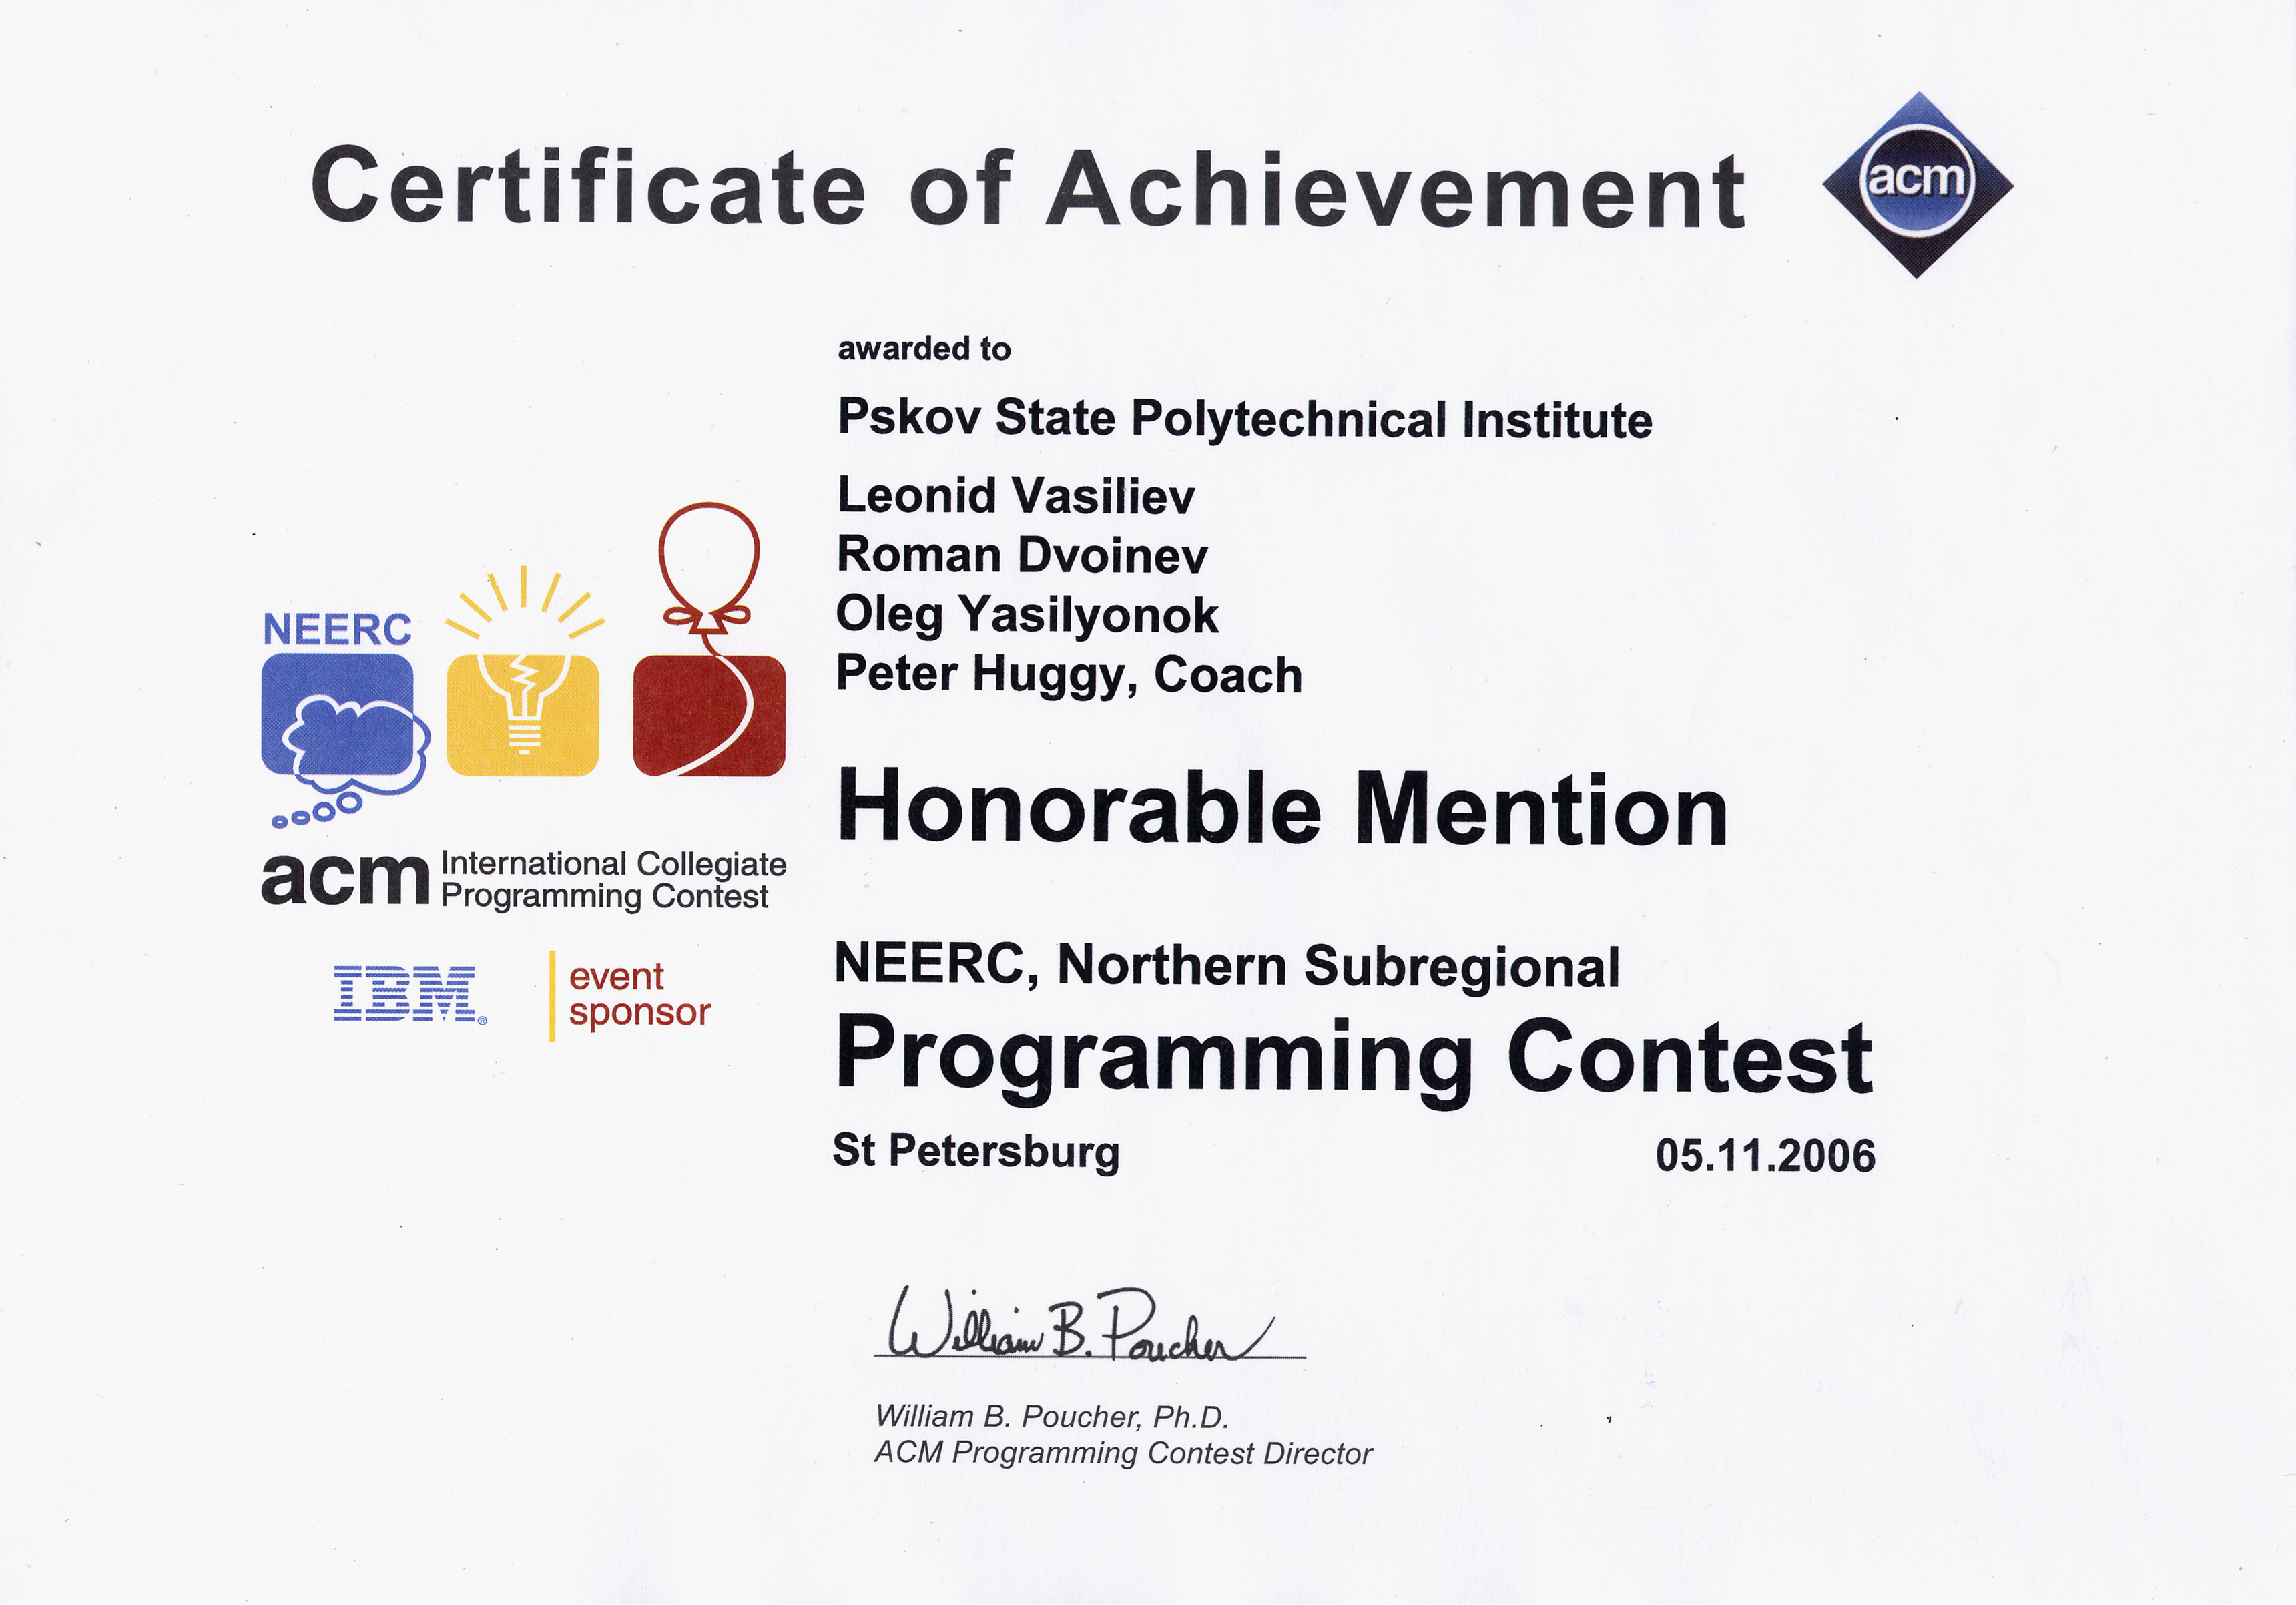 Certificate of Achievement
acm
awarded to
Pskov State Polytechnical Institute
Leonid Vasiliev
Roman Dvoinev
Oleg Yasilyonok
Peter Huggy, Coach
NEERC
acm International Collegiate
Programming Contest
IBM®
event
sponsor
Honorable Mention
NEERC, Northern Subregional
Programming Contest
St Petersburg 05.11.2006
William B. Poucher
William B. Poucher, Ph.D.
ACM Programming Contest Director